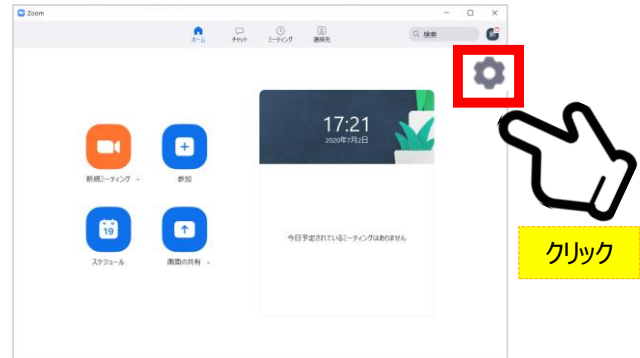 Zoom
ホーム
チャット
ミーティング
連絡先
検索
17:21
2020年7月2日
新規ミーティング
参加
19
スケジュール
画面の共有
今日予定されているミーティングはありません
クリック